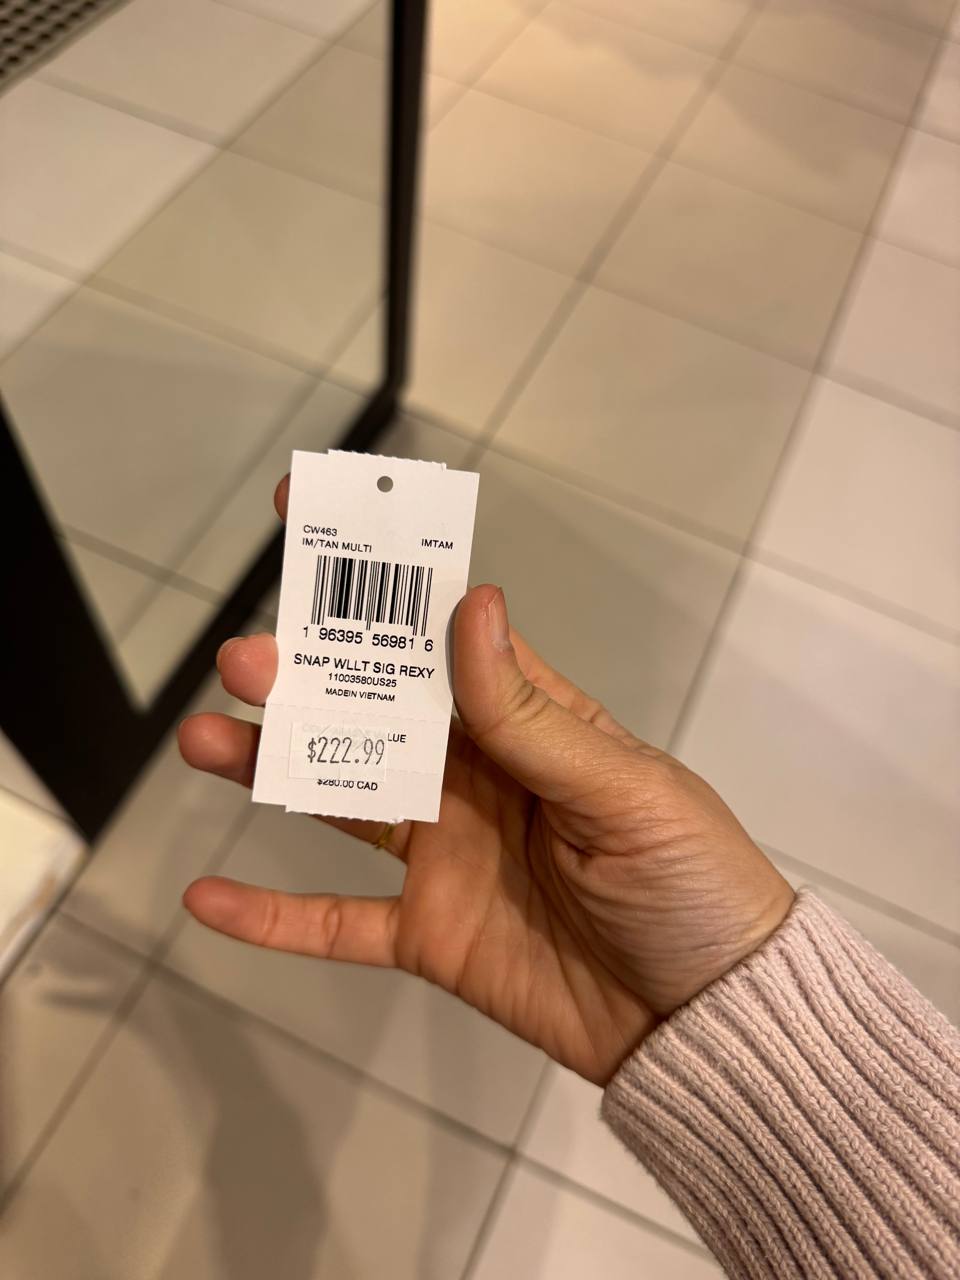 CW463
IM/TAN MULTI IMTAM
1 96395 56981 6
SNAP WLLT SIG REXY
11003580US25
MADEIN VIETNAM
LUE
$222.99
$280.00 CAD